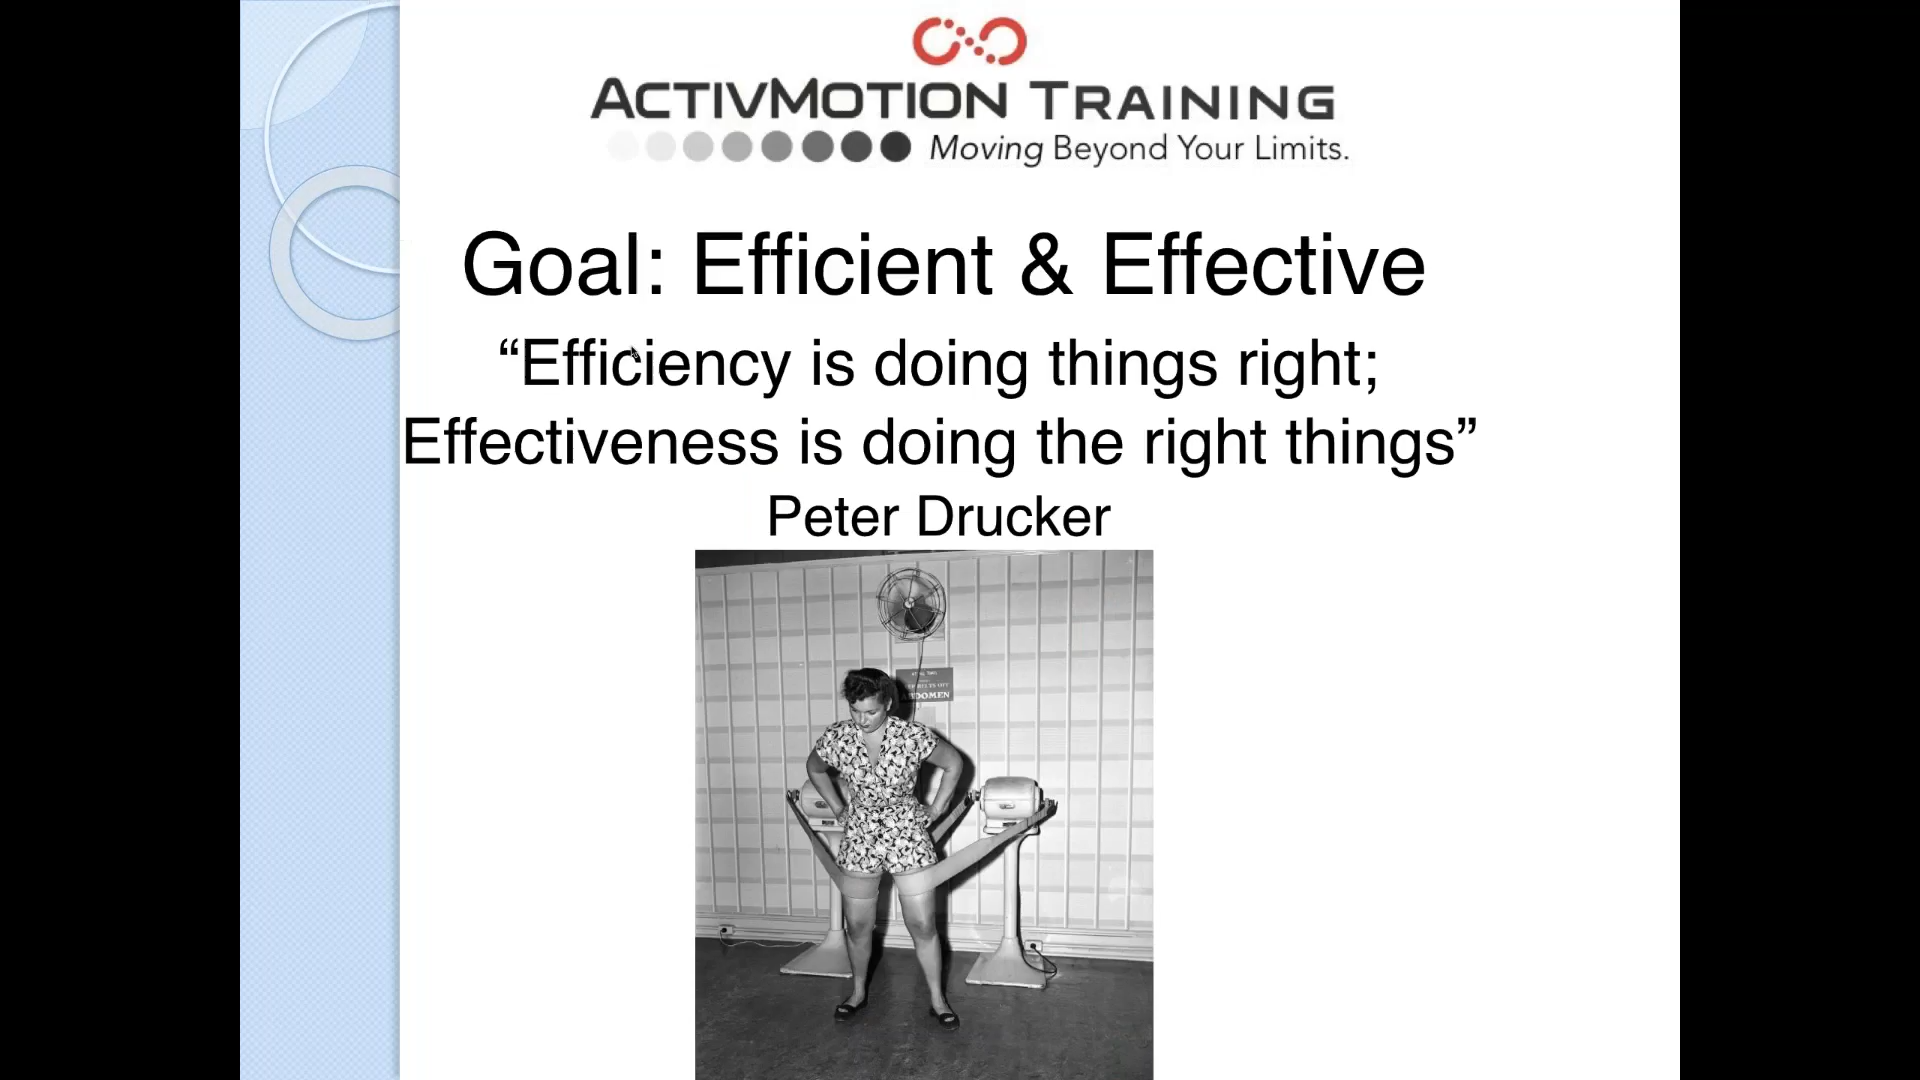 ACTIVMOTION TRAINING
Moving Beyond Your Limits.
Goal: Efficient & Effective
“Efficiency is doing things right;
Effectiveness is doing the right things”
Peter Drucker